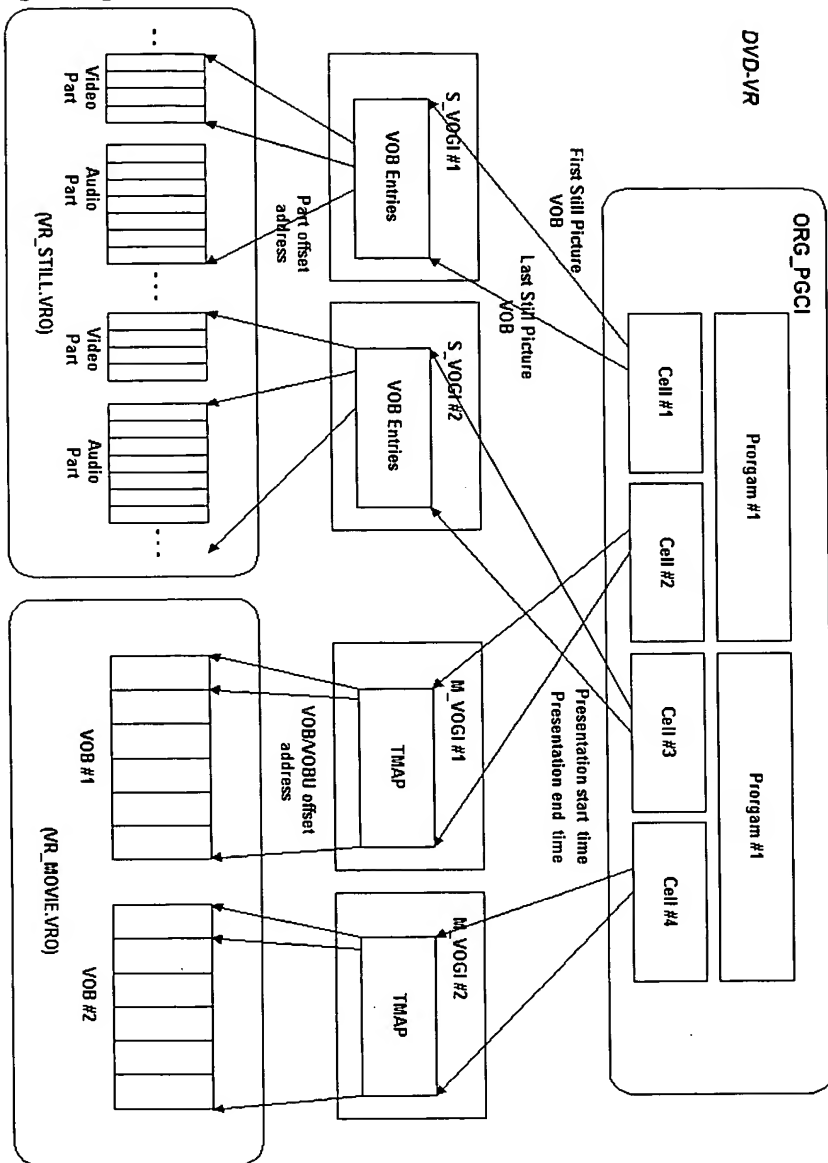 DVD-VR
ORG_PGCI
Prorgam #1
Prorgam #1
Cell #1
Cell #2
Cell #3
Cell #4
First Still Picture
VOB
Last Still Picture
VOB
Presentation start time
Presentation end time
S_VOGI #1
VOB Entries
S_VOGI #2
VOB Entries
M_VOGI #1
TMAP
M_VOGI #2
TMAP
Part offset
address
VOB/VOBU offset
address
...
Video
Part
Audio
Part
...
Video
Part
Audio
Part
...
(VR_STILL.VRO)
VOB #1
VOB #2
(VR_MOVIE.VRO)